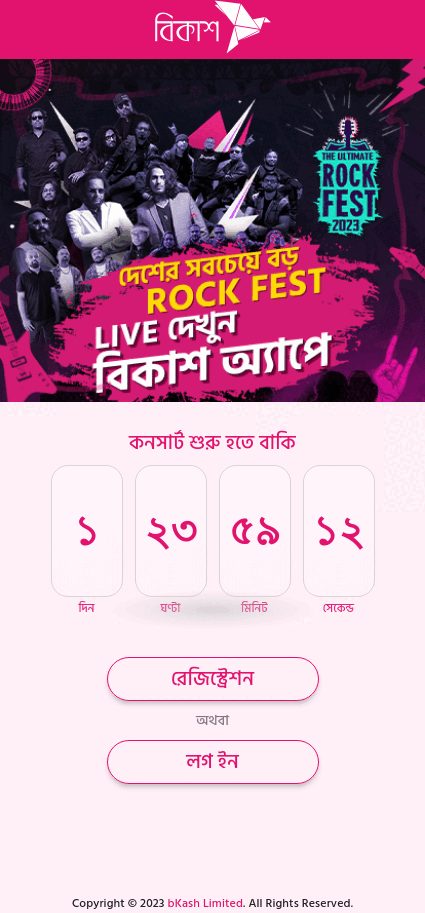 বিকাশ
THE ULTIMATE
ROCK
FEST
2023
দেশের সবচেয়ে বড়
ROCK FEST
LIVE দেখুন
বিকাশ অ্যাপে
কনসার্ট শুরু হতে বাকি
১ ২৩ ৫৯ ১২
দিন ঘণ্টা মিনিট সেকেন্ড
রেজিস্ট্রেশন
অথবা
লগ ইন
Copyright © 2023 bKash Limited. All Rights Reserved.